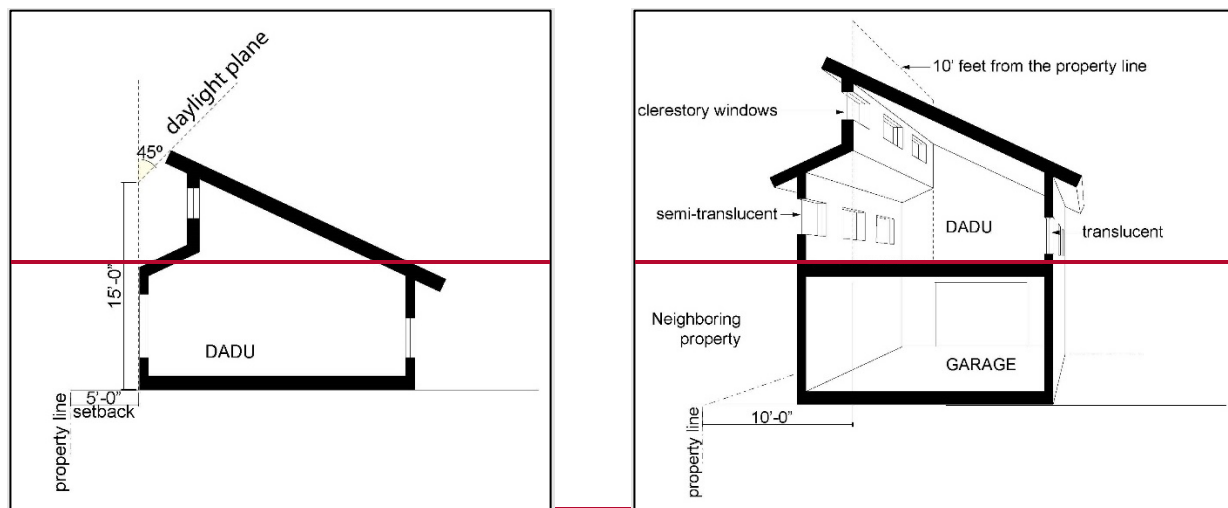 daylight plane
45º
15'-0"
DADU
5'-0"
setback
property line
10' feet from the property line
clerestory windows
semi-translucent
DADU
translucent
Neighboring
property
GARAGE
10'-0"
property line